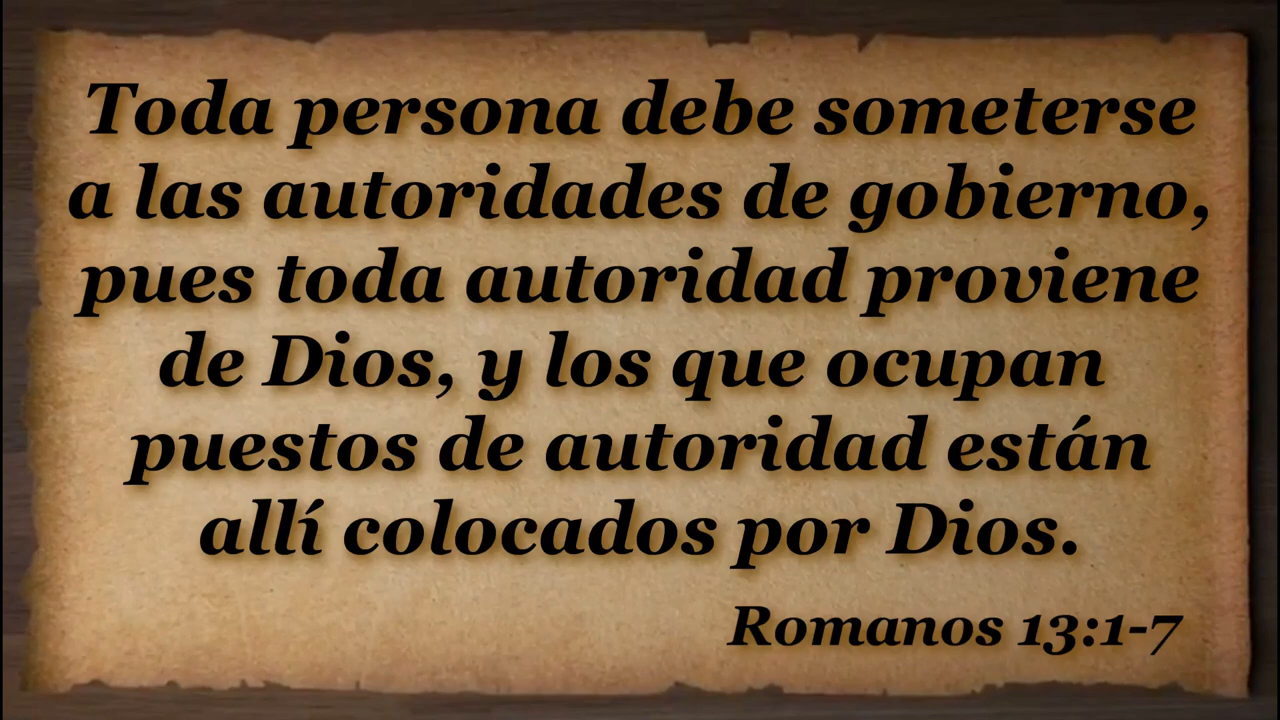 Toda persona debe someterse
a las autoridades de gobierno,
pues toda autoridad proviene
de Dios, y los que ocupan
puestos de autoridad están
allí colocados por Dios.
Romanos 13:1-7